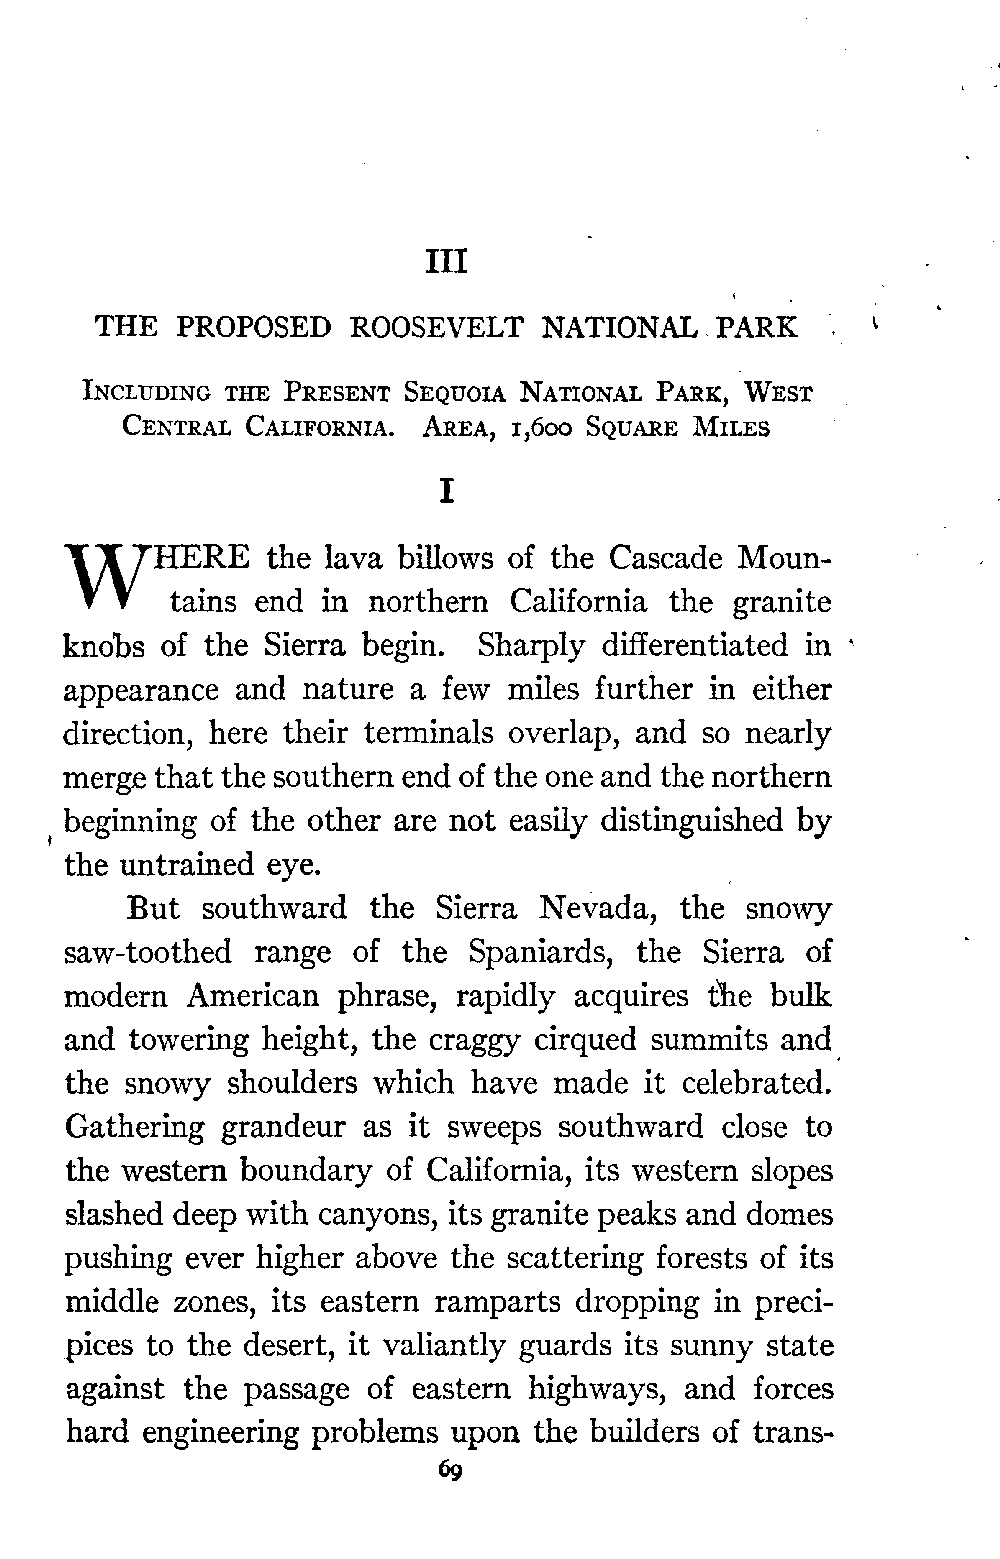 III
THE PROPOSED ROOSEVELT NATIONAL PARK
INCLUDING THE PRESENT SEQUOIA NATIONAL PARK, WEST
CENTRAL CALIFORNIA. AREA, 1,600 SQUARE MILES
I
WHERE the lava billows of the Cascade Moun-
tains end in northern California the granite
knobs of the Sierra begin. Sharply differentiated in
appearance and nature a few miles further in either
direction, here their terminals overlap, and so nearly
merge that the southern end of the one and the northern
beginning of the other are not easily distinguished by
the untrained eye.
But southward the Sierra Nevada, the snowy
saw-toothed range of the Spaniards, the Sierra of
modern American phrase, rapidly acquires the bulk
and towering height, the craggy cirqued summits and
the snowy shoulders which have made it celebrated.
Gathering grandeur as it sweeps southward close to
the western boundary of California, its western slopes
slashed deep with canyons, its granite peaks and domes
pushing ever higher above the scattering forests of its
middle zones, its eastern ramparts dropping in preci-
pices to the desert, it valiantly guards its sunny state
against the passage of eastern highways, and forces
hard engineering problems upon the builders of trans-
69